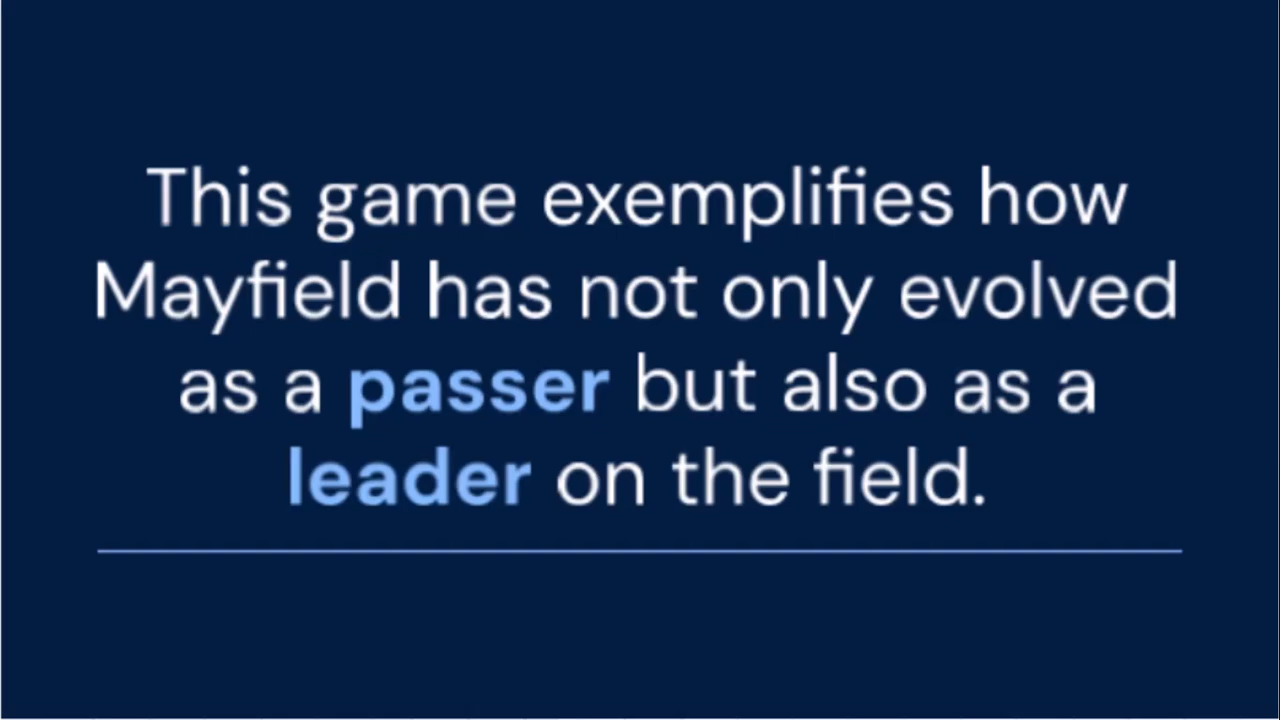 This game exemplifies how
Mayfield has not only evolved
as a passer but also as a
leader on the field.